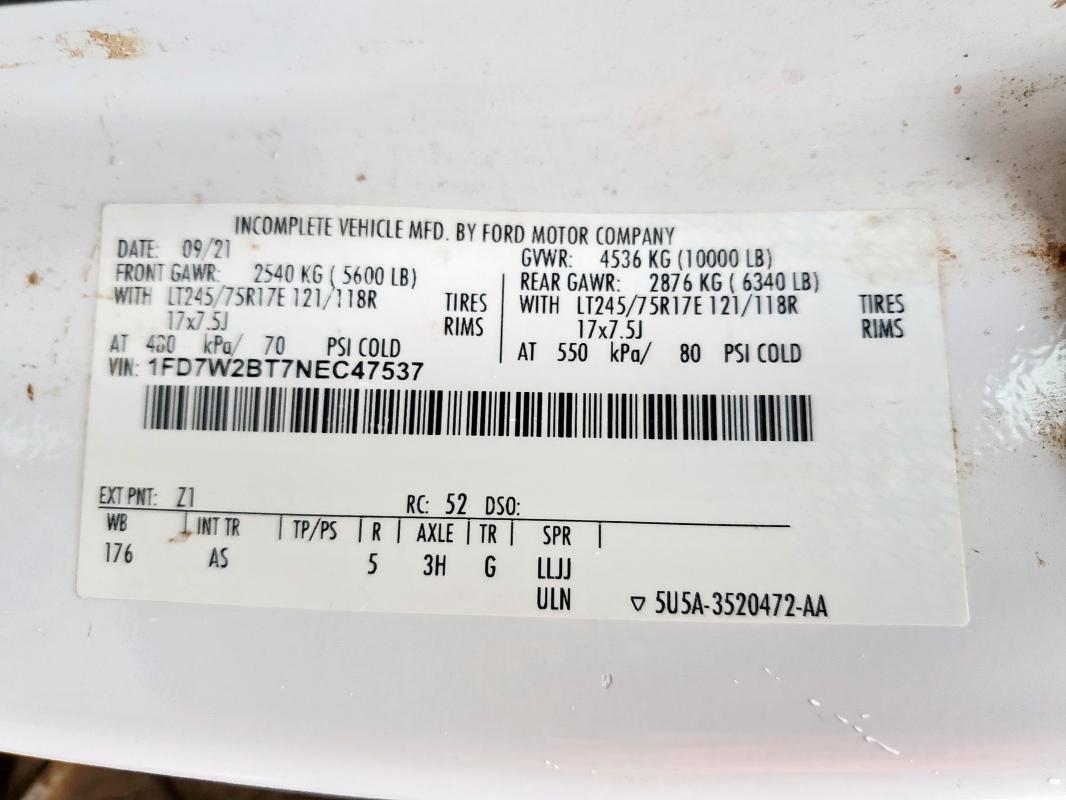 INCOMPLETE VEHICLE MFD. BY FORD MOTOR COMPANY
DATE: 09/21
GVWR: 4536 KG (10000 LB)
FRONT GAWR: 2540 KG ( 5600 LB)
REAR GAWR: 2876 KG ( 6340 LB)
WITH LT245/75R17E 121/118R TIRES
WITH LT245/75R17E 121/118R TIRES
17x7.5J RIMS
17x7.5J RIMS
AT 480 kPa/ 70 PSI COLD
AT 550 kPa/ 80 PSI COLD
VIN: 1FD7W2BT7NEC47537
EXT PNT: Z1 RC: 52 DSO:
WB | INT TR | TP/PS | R | AXLE | TR | SPR |
176 AS 5 3H G LLJJ
ULN ▽ 5U5A-3520472-AA